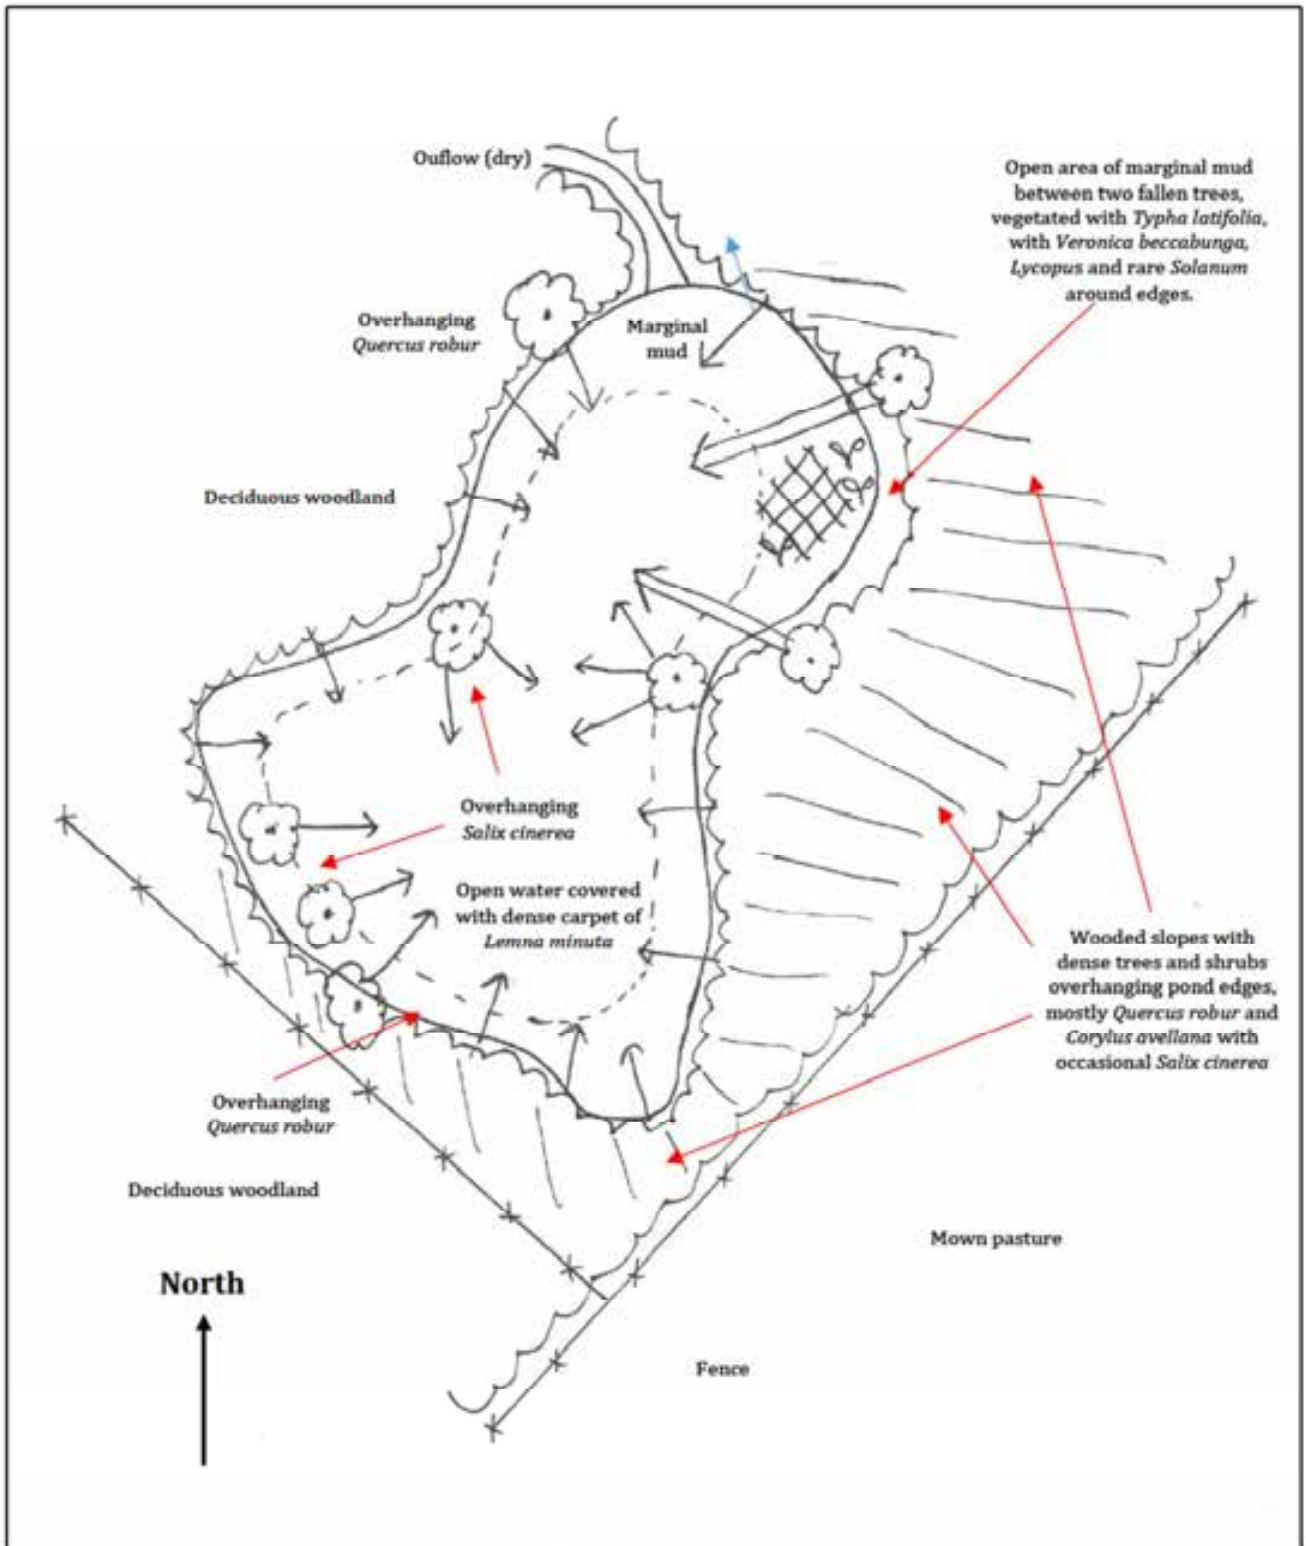 Ouflow (dry)
Open area of marginal mud
between two fallen trees,
vegetated with Typha latifolia,
with Veronica beccabunga,
Lycopus and rare Solanum
around edges.
Overhanging
Quercus robur
Marginal
mud
Deciduous woodland
Overhanging
Salix cinerea
Open water covered
with dense carpet of
Lemna minuta
Wooded slopes with
dense trees and shrubs
overhanging pond edges,
mostly Quercus robur and
Corylus avellana with
occasional Salix cinerea
Overhanging
Quercus robur
Deciduous woodland
Mown pasture
North
Fence